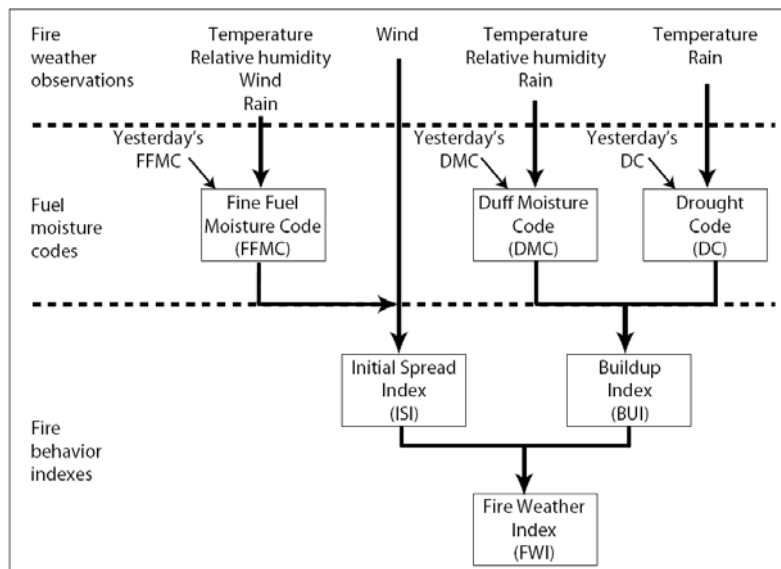 Fire
weather
observations
Temperature
Relative humidity
Wind
Rain
Wind
Temperature
Relative humidity
Rain
Temperature
Rain
Yesterday's
FFMC
Yesterday's
DMC
Yesterday's
DC
Fuel
moisture
codes
Fine Fuel
Moisture Code
(FFMC)
Duff Moisture
Code
(DMC)
Drought
Code
(DC)
Fire
behavior
indexes
Initial Spread
Index
(ISI)
Buildup
Index
(BUI)
Fire Weather
Index
(FWI)